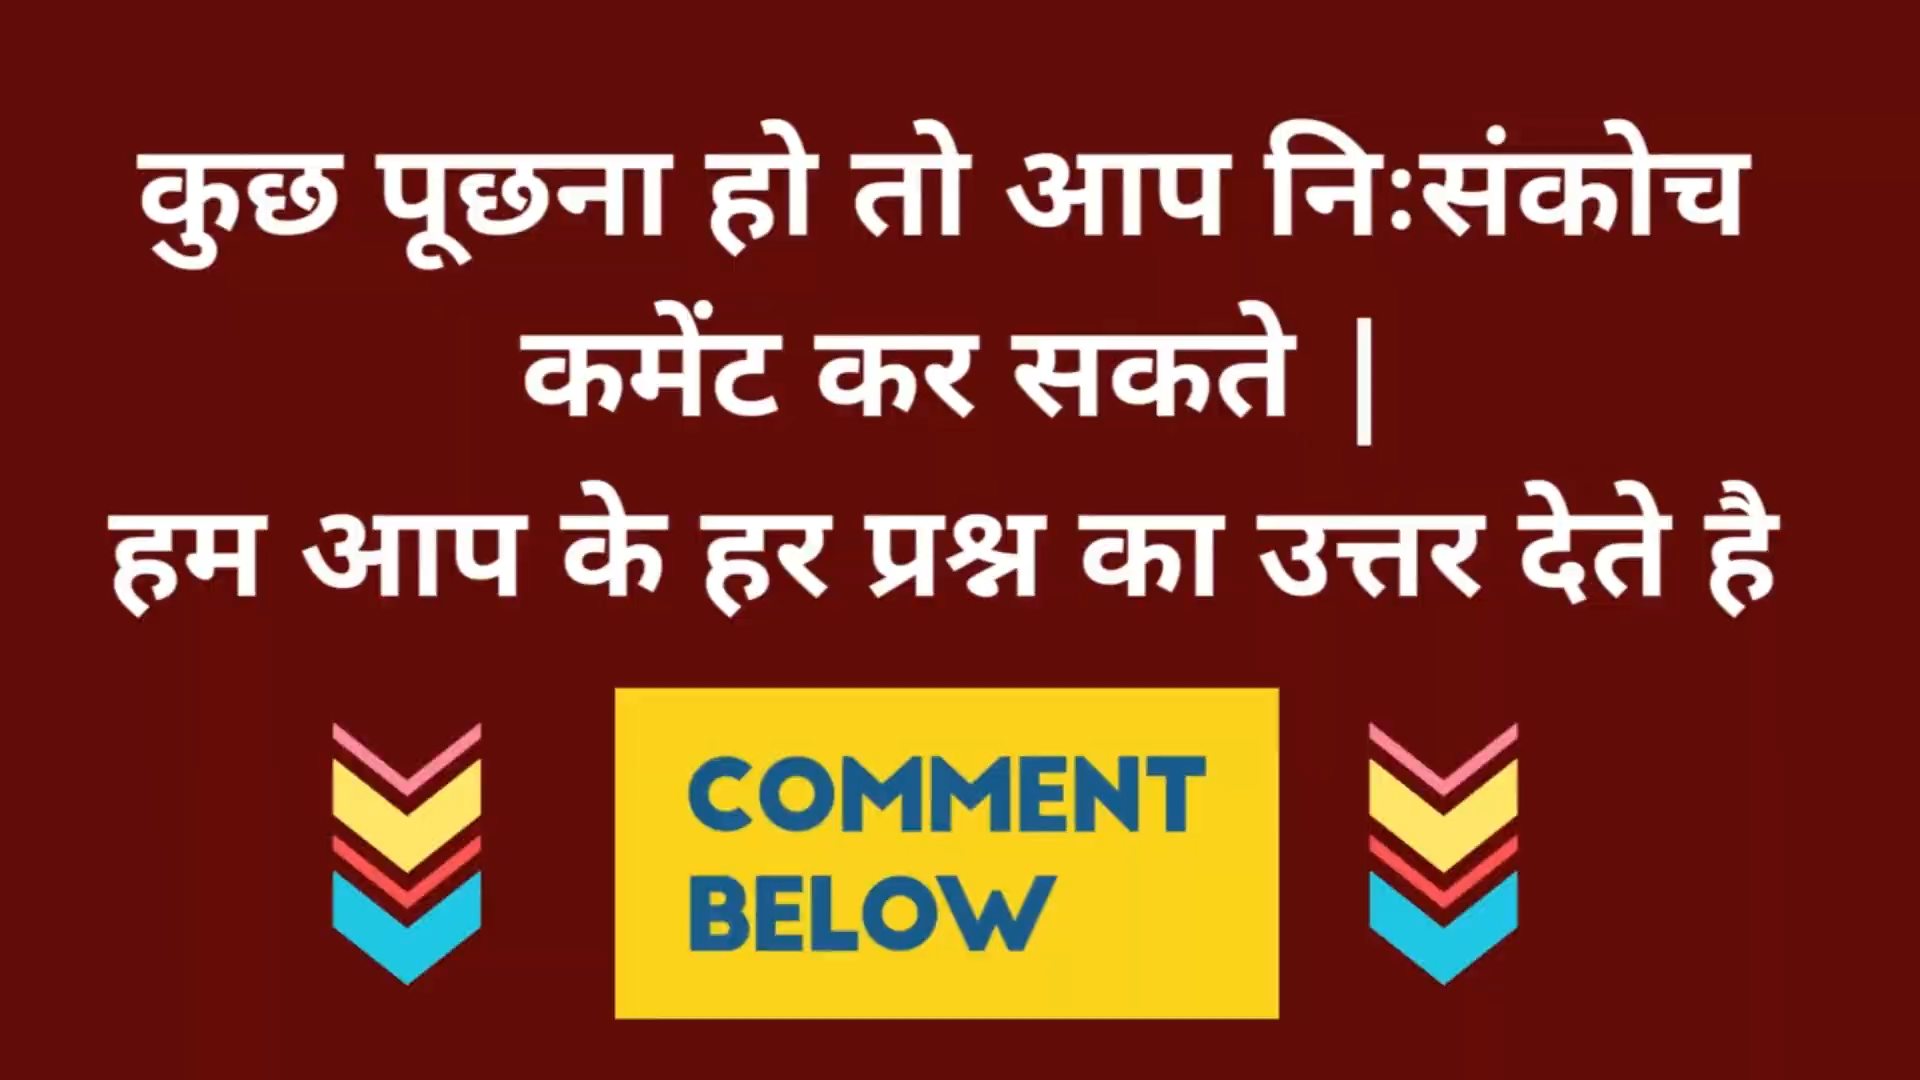 कुछ पूछना हो तो आप नि:संकोच
कमेंट कर सकते |
हम आप के हर प्रश्न का उत्तर देते है
COMMENT
BELOW